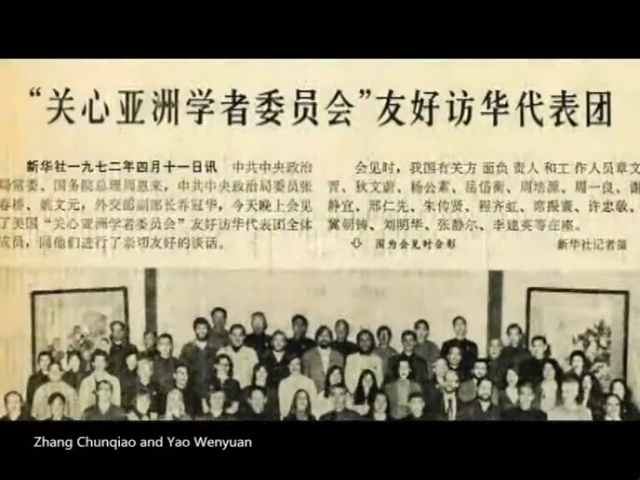 “关心亚洲学者委员会”友好访华代表团
新华社一九七二年四月十一日讯 中共中央政治
局常委、国务院总理周恩来，中共中央政治局委员张
春桥、姚文元，外交部副部长乔冠华，今天晚上会见
了美国“关心亚洲学者委员会”友好访华代表团全体
成员，同他们进行了亲切友好的谈话。
会见时，我国有关方面负责人和工作人员章文
晋、狄文蔚、杨公素、岳岱衡、周培源、周一良、谢
静宜、邢仁先、朱传贤、程齐虹、许忠敬、
冀朝铸、刘明华、张静尔、李建英等在座。
图为会见时合影 新华社记者摄
Zhang Chunqiao and Yao Wenyuan